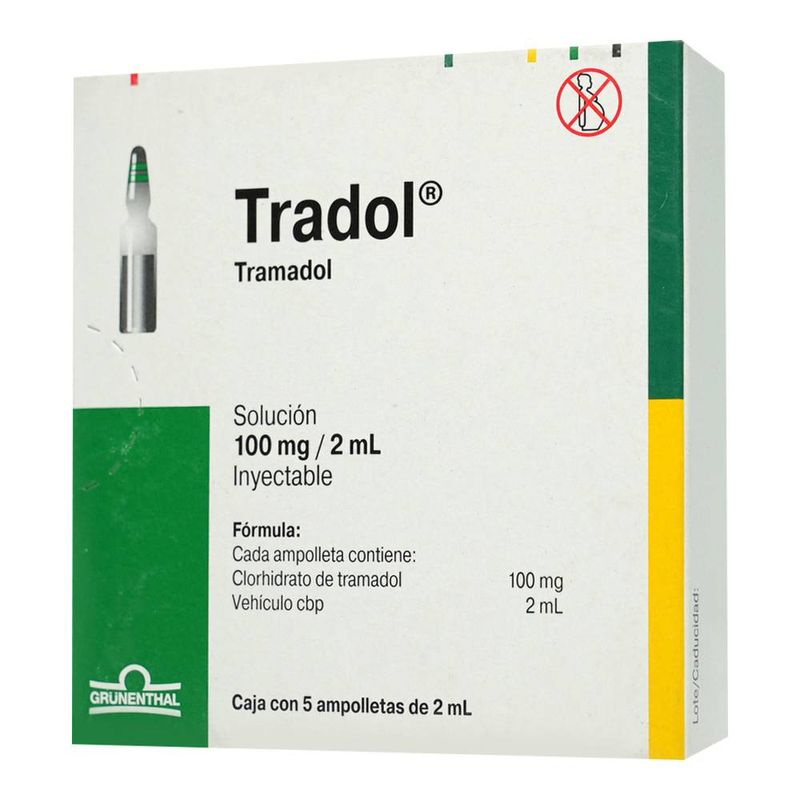 Tradol®
Tramadol
Solución
100 mg / 2 mL
Inyectable
Fórmula:
Cada ampolleta contiene:
Clorhidrato de tramadol 100 mg
Vehículo cbp 2 mL
Caja con 5 ampolletas de 2 mL
GRÜNENTHAL
Lote/Caducidad: